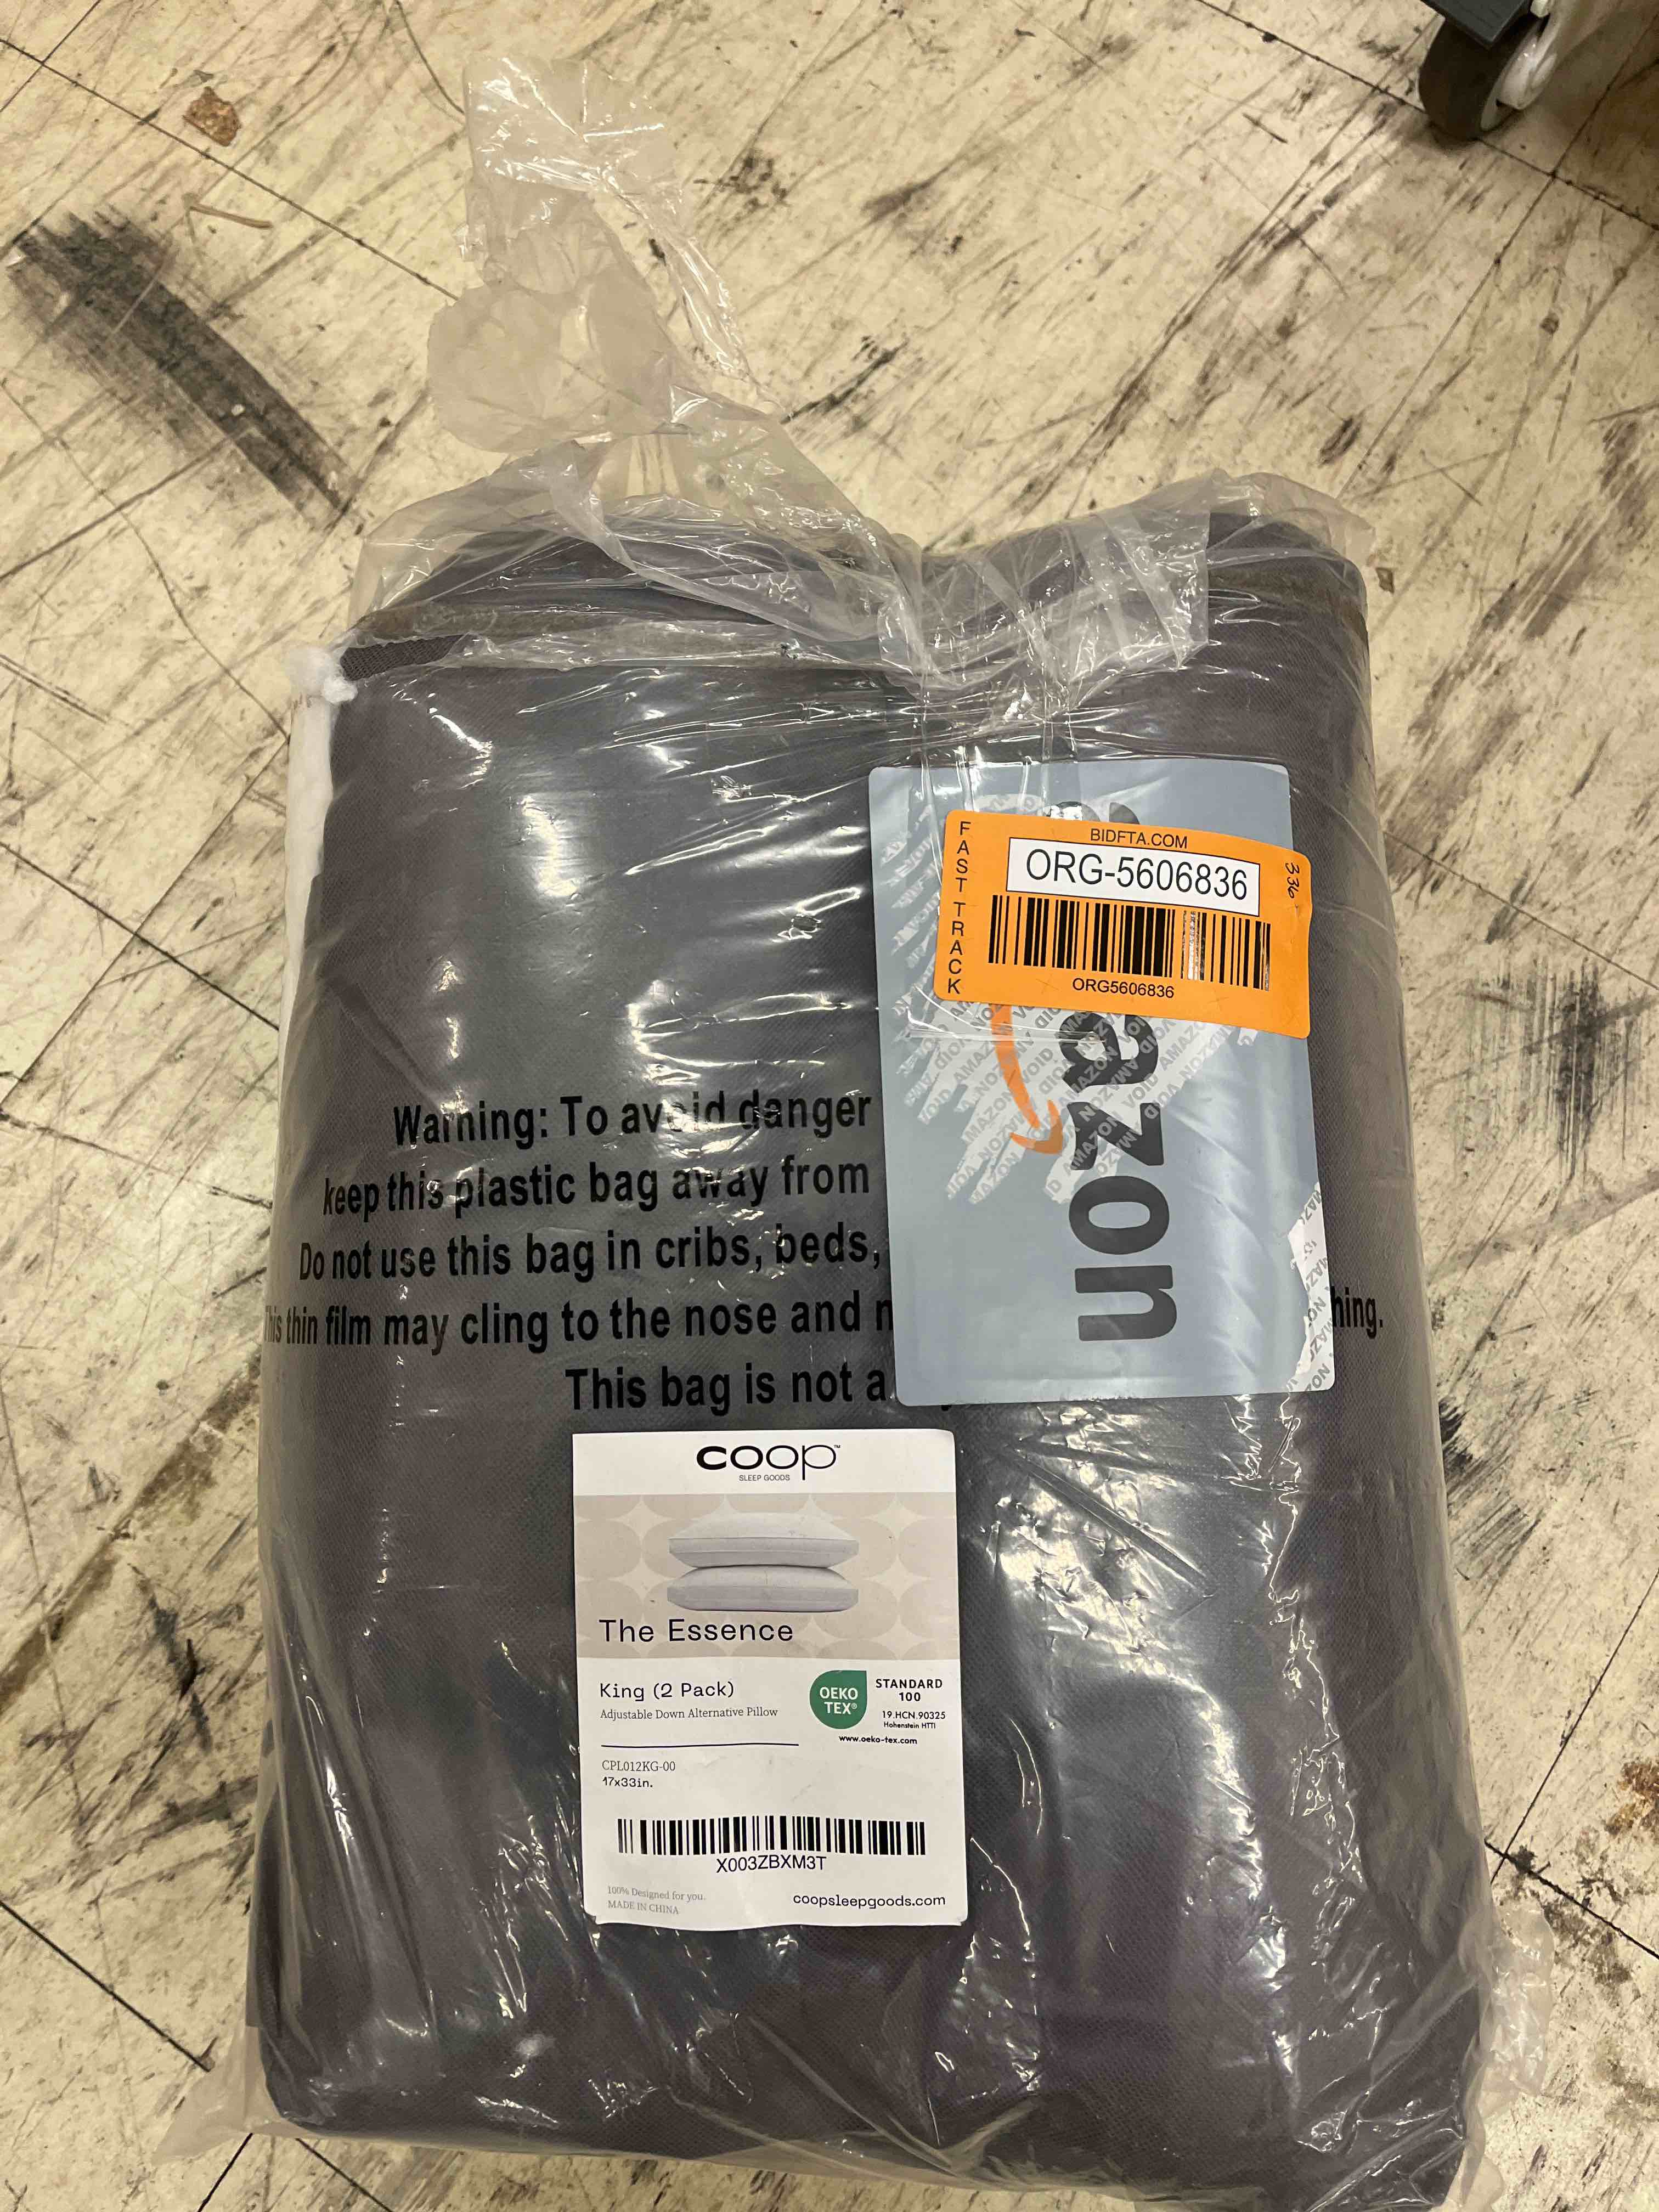 BIDFTA.COM
FAST TRACK
ORG-5606836
336
ORG5606836
azon
Warning: To avoid danger
keep this plastic bag away from
Do not use this bag in cribs, beds,
This thin film may cling to the nose and
hing.
This bag is not a
coop™
SLEEP GOODS
The Essence
King (2 Pack)
Adjustable Down Alternative Pillow
OEKO
TEX®
STANDARD
100
19.HCN.90325
Hohenstein HTTI
www.oeko-tex.com
CPL012KG-00
17x33in.
X003ZBXM3T
100% Designed for you.
MADE IN CHINA
coopsleepgoods.com